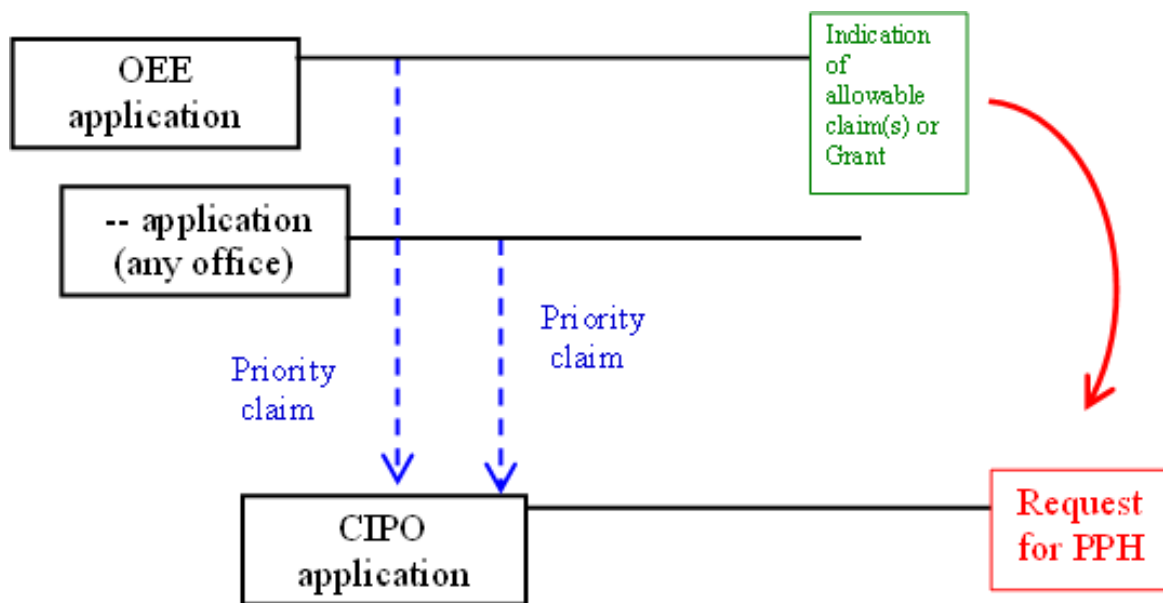 OEE
application
Indication
of
allowable
claim(s) or
Grant
-- application
(any office)
Priority
claim
Priority
claim
CIPO
application
Request
for PPH